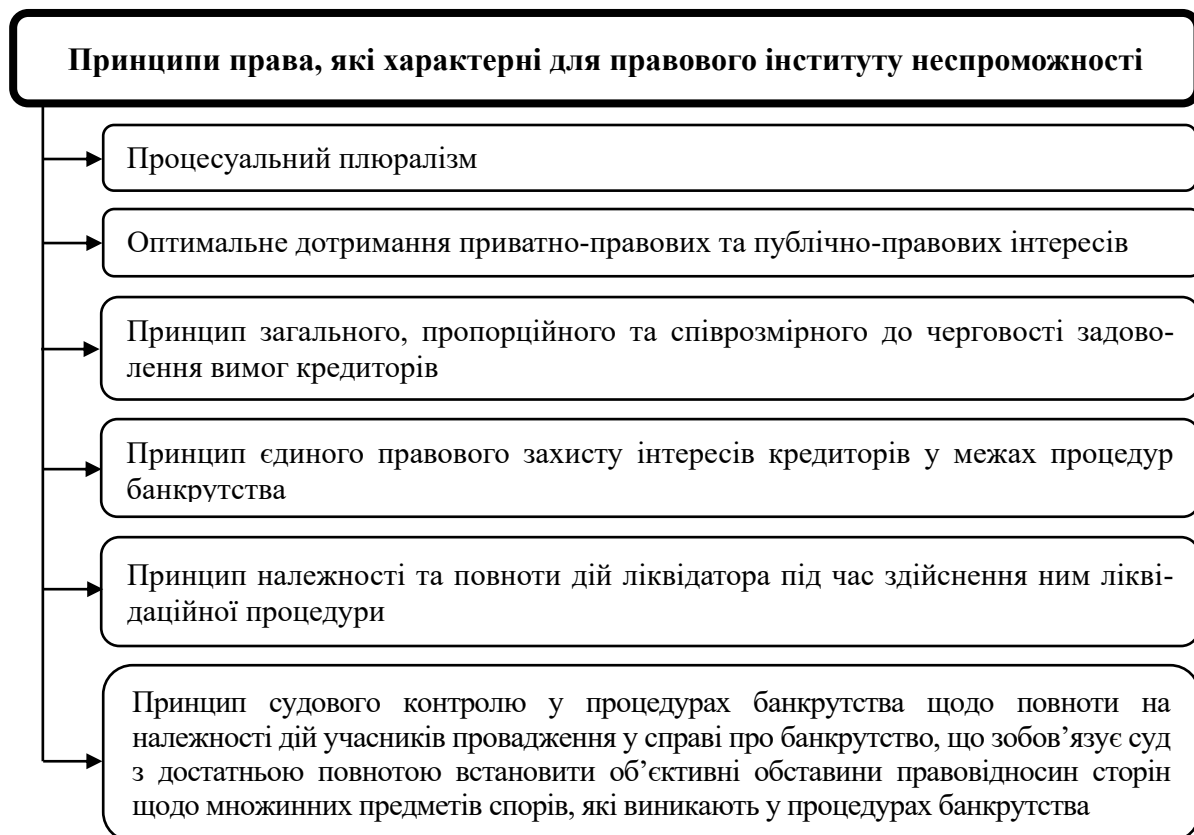 Принципи права, які характерні для правового інституту неспроможності
Процесуальний плюралізм
Оптимальне дотримання приватно-правових та публічно-правових інтересів
Принцип загального, пропорційного та співрозмірного до черговості задово-
лення вимог кредиторів
Принцип єдиного правового захисту інтересів кредиторів у межах процедур
банкрутства
Принцип належності та повноти дій ліквідатора під час здійснення ним лікві-
даційної процедури
Принцип судового контролю у процедурах банкрутства щодо повноти на
належності дій учасників провадження у справі про банкрутство, що зобов’язує суд
з достатньою повнотою встановити об’єктивні обставини правовідносин сторін
щодо множинних предметів спорів, які виникають у процедурах банкрутства